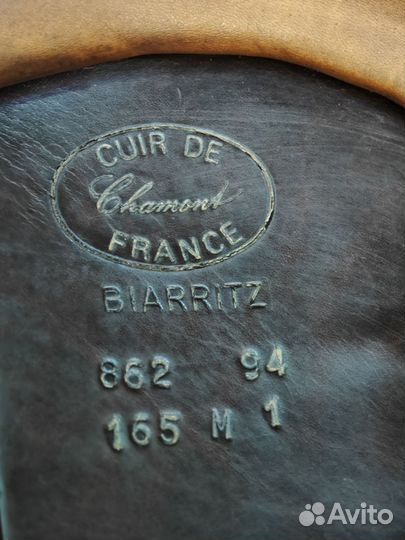 CUIR DE
Chamont
FRANCE
BIARRITZ
862 94
165 M 1
Avito